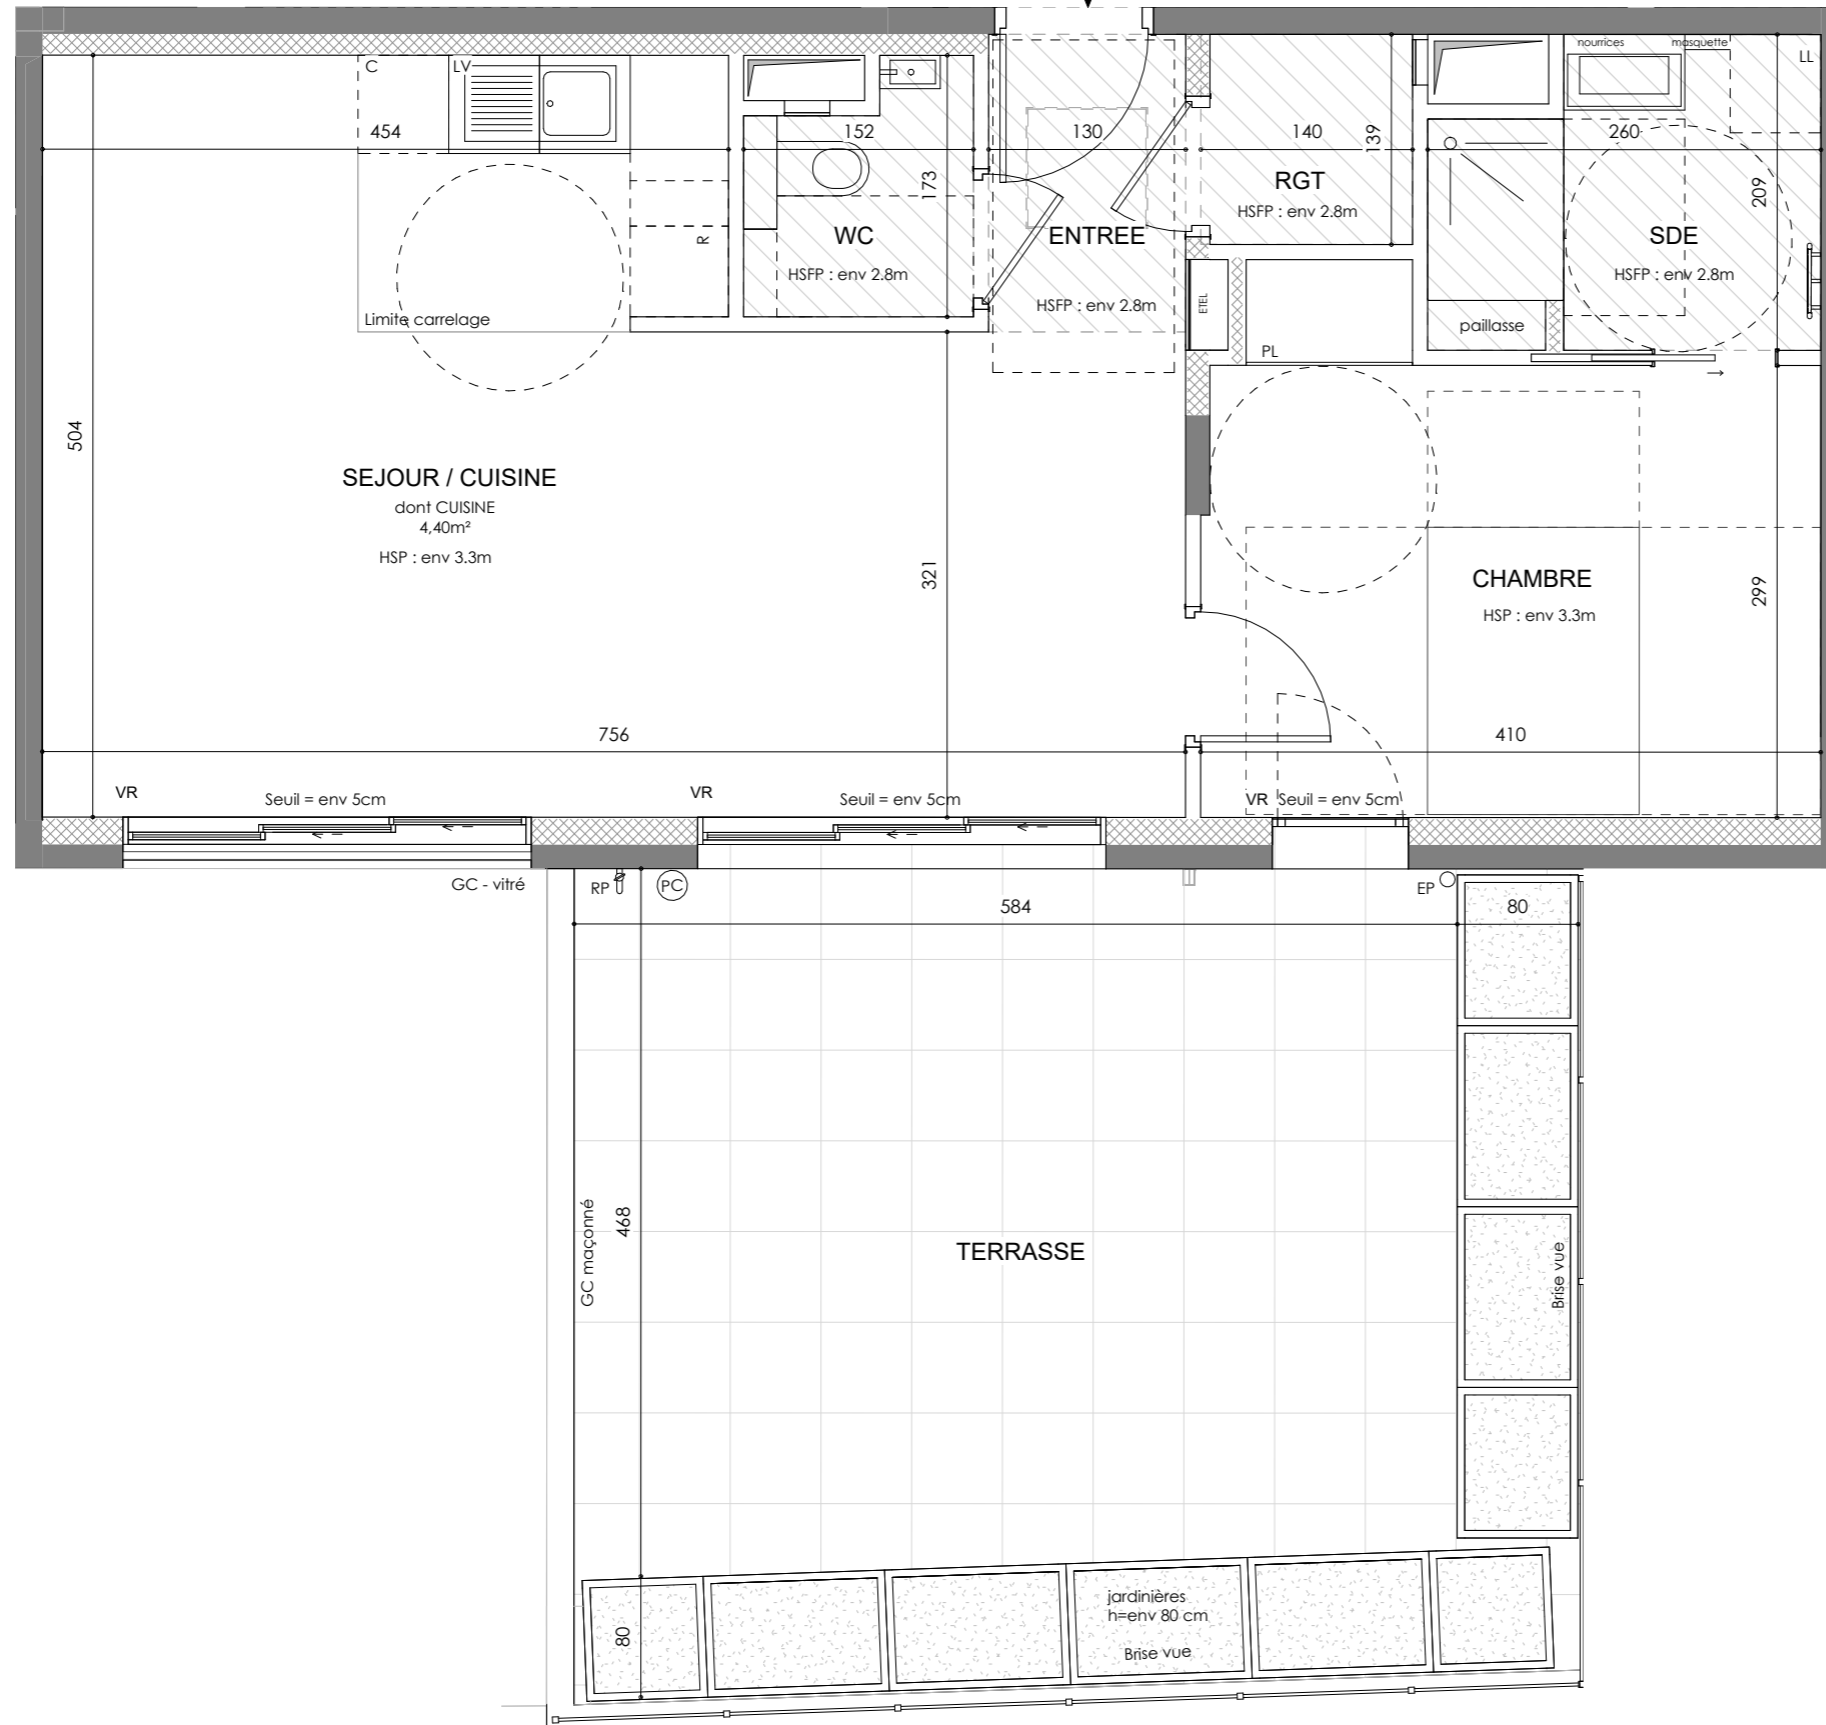 C
LV
454
152
130
140
139
nourrices
masquette
LL
260
209
173
RGT
HSFP : env 2.8m
R
WC
HSFP : env 2.8m
ENTREE
HSFP : env 2.8m
SDE
HSFP : env 2.8m
ETEL
Limite carrelage
paillasse
PL
504
SEJOUR / CUISINE
dont CUISINE
4,40m²
HSP : env 3.3m
321
CHAMBRE
HSP : env 3.3m
299
756
410
VR
Seuil = env 5cm
VR
Seuil = env 5cm
VR
Seuil = env 5cm
GC - vitré
RP
PC
EP
584
80
GC maçonné
468
TERRASSE
Brise vue
80
jardinières
h=env 80 cm
Brise vue